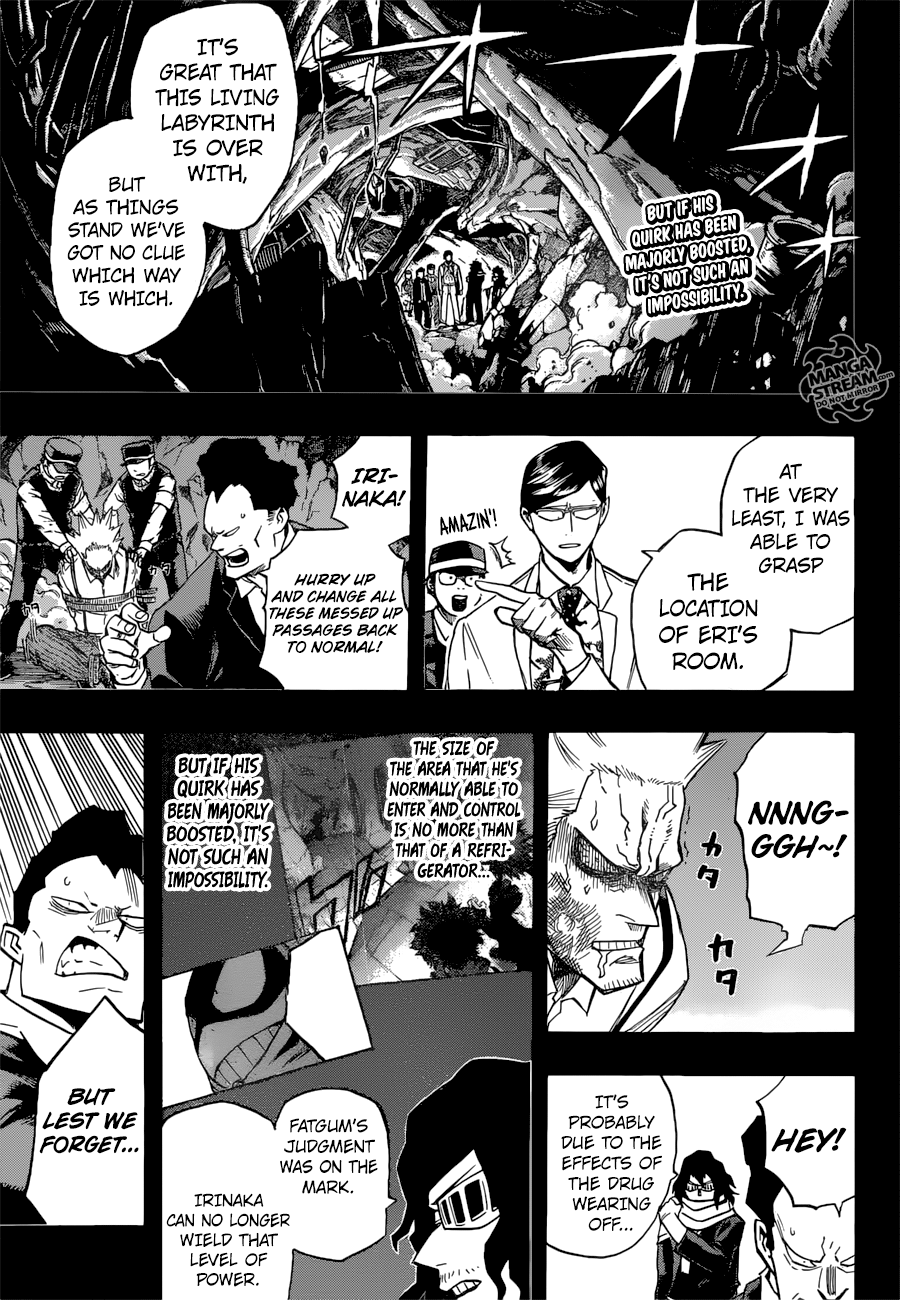 IT'S
GREAT THAT
THIS LIVING
LABYRINTH
IS OVER
WITH,
BUT
AS THINGS
STAND WE'VE
GOT NO CLUE
WHICH WAY
IS WHICH.
BUT IF HIS
QUIRK HAS BEEN
MAJORLY BOOSTED,
IT'S NOT SUCH AN
IMPOSSIBILITY.
MANGA
STREAM.com
DO NOT MIRROR
AT
THE VERY
LEAST, I WAS
ABLE TO
GRASP
THE
LOCATION
OF ERI'S
ROOM.
AMAZIN'!
IRI-
NAKA!
HURRY UP
AND CHANGE ALL
THESE MESSED UP
PASSAGES BACK
TO NORMAL!
カタ
NNNG-
GGH~!
カタ
カタ
THE SIZE OF
THE AREA THAT HE'S
NORMALLY ABLE TO
ENTER AND CONTROL
IS NO MORE THAN
THAT OF A REFRI-
GERATOR...
BUT IF HIS
QUIRK HAS
BEEN MAJORLY
BOOSTED, IT'S
NOT SUCH AN
IMPOSSIBILITY.
HEY!
IT'S
PROBABLY
DUE TO THE
EFFECTS OF
THE DRUG
WEARING
OFF...
FATGUM'S
JUDGMENT
WAS ON THE
MARK.
IRINAKA
CAN NO LONGER
WIELD THAT
LEVEL OF
POWER.
BUT
LEST WE
FORGET...